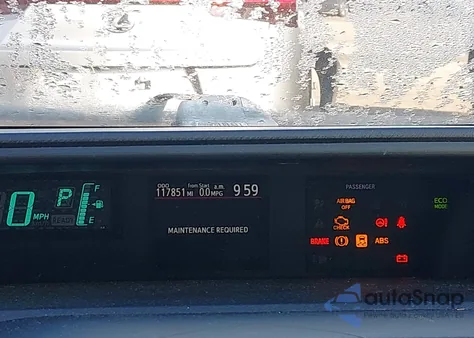 0 MPH
P
READY
F
E
ODO from Start a.m.
117851 MI 0.0 MPG 9 59
MAINTENANCE REQUIRED
PASSENGER
AIR BAG
OFF
CHECK
BRAKE
ABS
ECO
MODE
autoSnap